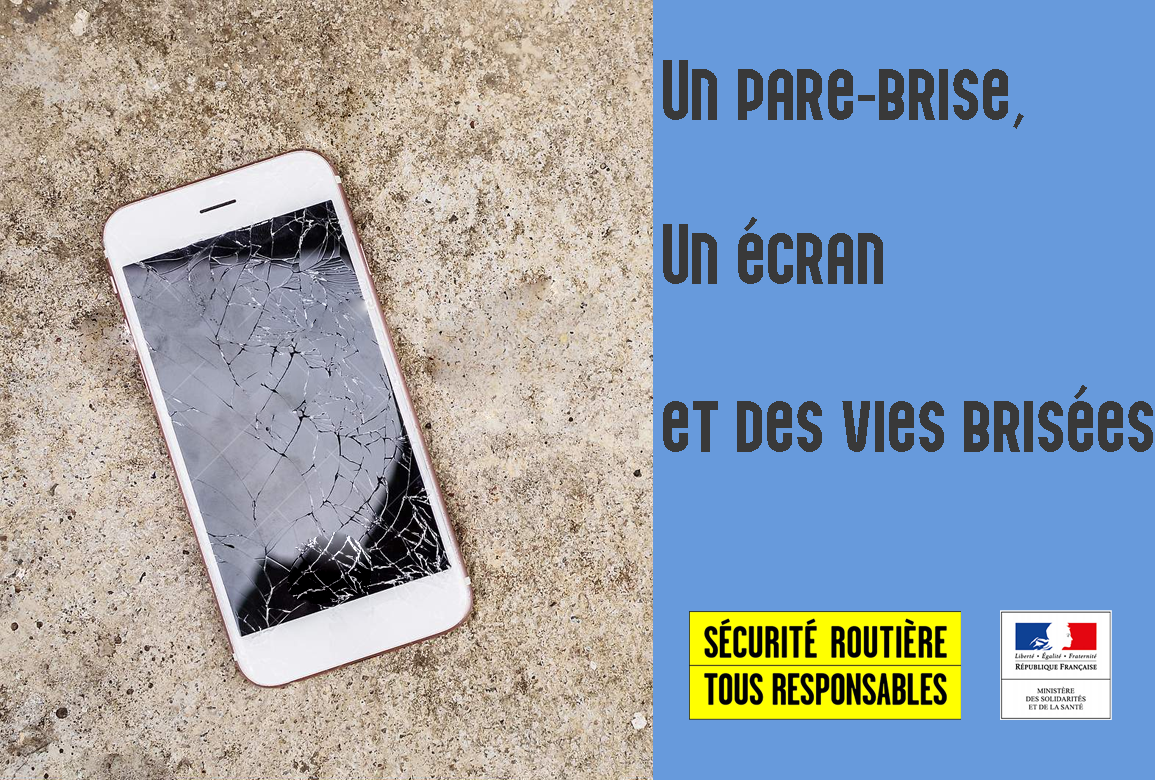 Un pare-brise,
Un écran
et des vies brisées
SÉCURITÉ ROUTIÈRE
TOUS RESPONSABLES
Liberté • Égalité • Fraternité
RÉPUBLIQUE FRANÇAISE
MINISTÈRE
DES SOLIDARITÉS
ET DE LA SANTÉ